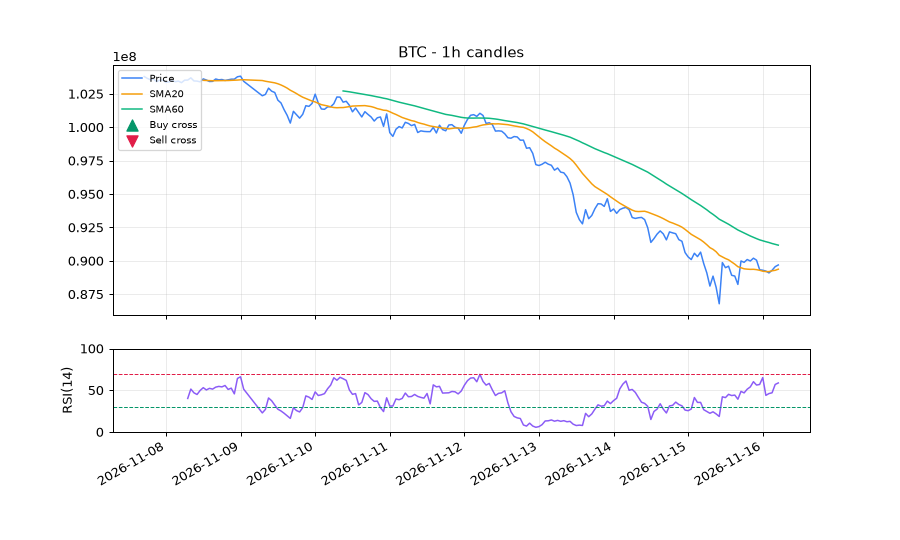 BTC - 1h candles
1e8
Price
SMA20
SMA60
Buy cross
Sell cross
1.025
1.000
0.975
0.950
0.925
0.900
0.875
RSI(14)
100
50
0
2026-11-08
2026-11-09
2026-11-10
2026-11-11
2026-11-12
2026-11-13
2026-11-14
2026-11-15
2026-11-16